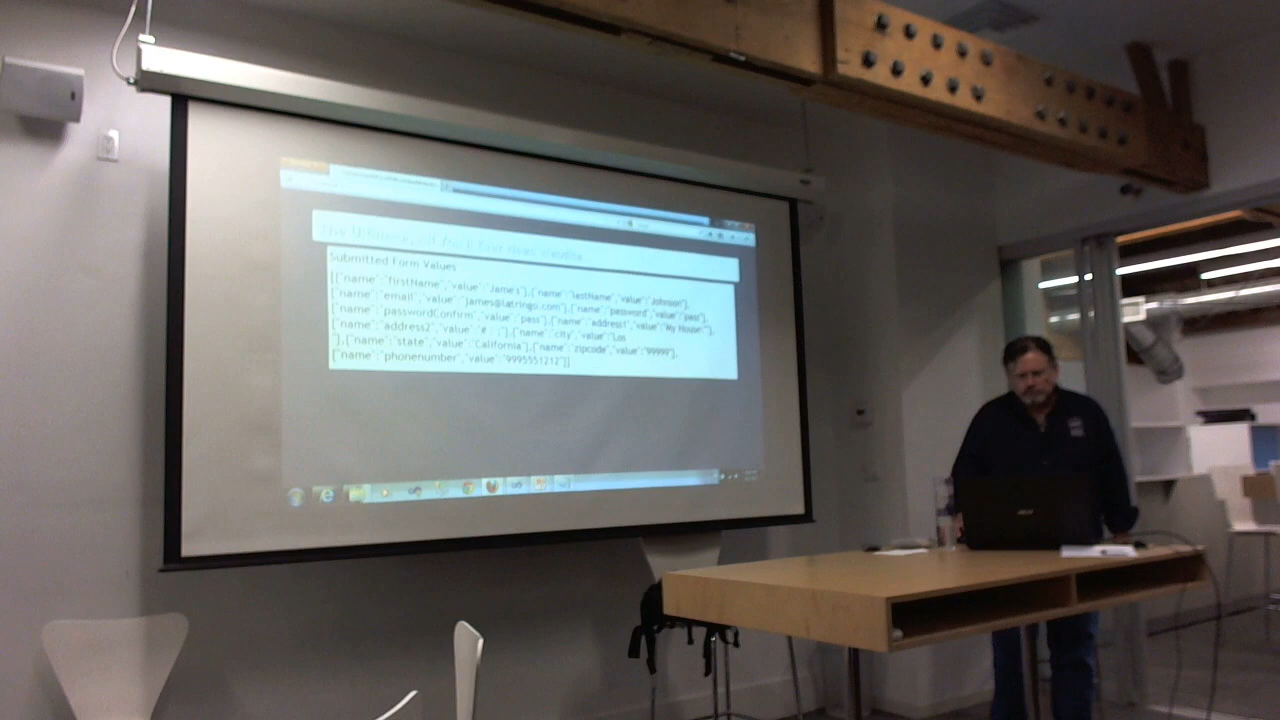 Submitted Form Values
[{"name":"firstName","value":"James"},{"name":"lastName","value":"Johnson"},
{"name":"email","value":"james@latringo.com"},{"name":"password","value":"pass"},
{"name":"passwordConfirm","value":"pass"},{"name":"address1","value":"My House"},
{"name":"address2","value":"#
"},{"name":"city","value":"Los
"},{"name":"state","value":"California"},{"name":"zipcode","value":"99999"},
{"name":"phonenumber","value":"9995551212"}]
acer